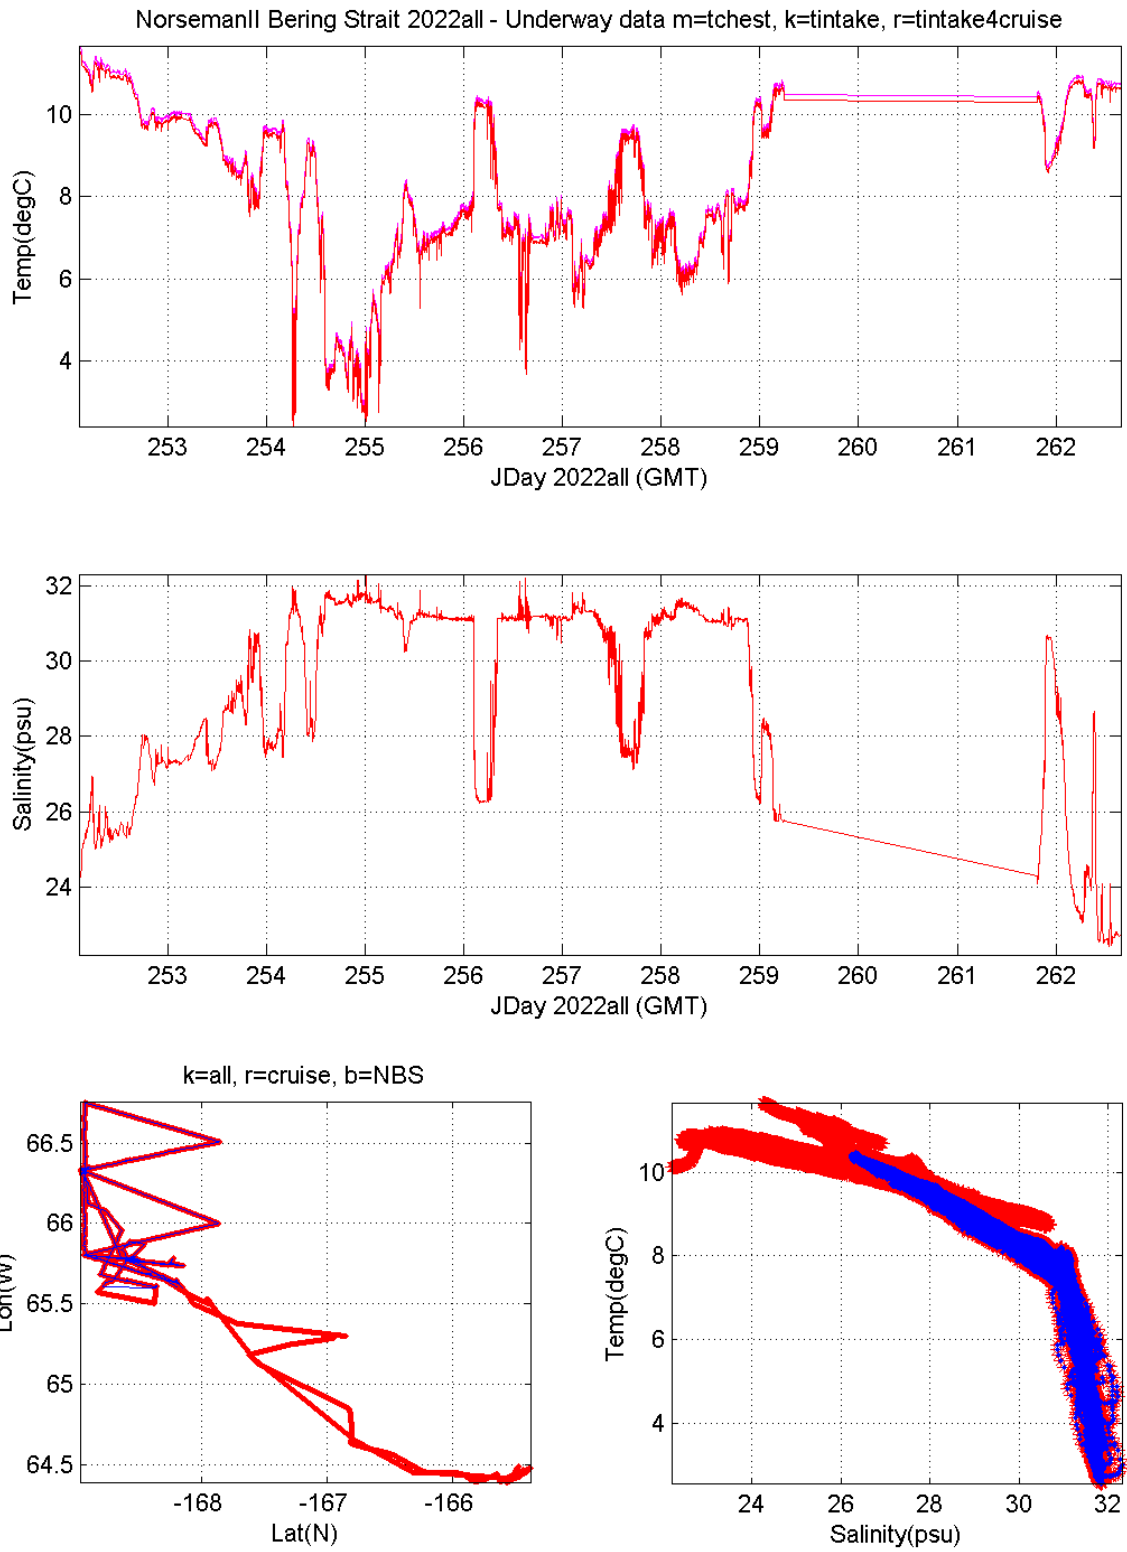 NorsemanII Bering Strait 2022all - Underway data m=tchest, k=tintake, r=tintake4cruise
10
8
6
4
Temp(degC)
253 254 255 256 257 258 259 260 261 262
JDay 2022all (GMT)
32
30
28
26
24
Salinity(psu)
253 254 255 256 257 258 259 260 261 262
JDay 2022all (GMT)
k=all, r=cruise, b=NBS
66.5
66
65.5
65
64.5
Lon(W)
-168 -167 -166
Lat(N)
10
8
6
4
Temp(degC)
24 26 28 30 32
Salinity(psu)